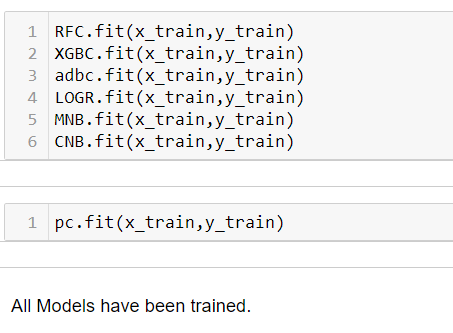 1 RFC.fit(x_train,y_train)
2 XGBC.fit(x_train,y_train)
3 adbc.fit(x_train,y_train)
4 LOGR.fit(x_train,y_train)
5 MNB.fit(x_train,y_train)
6 CNB.fit(x_train,y_train)
1 pc.fit(x_train,y_train)
All Models have been trained.